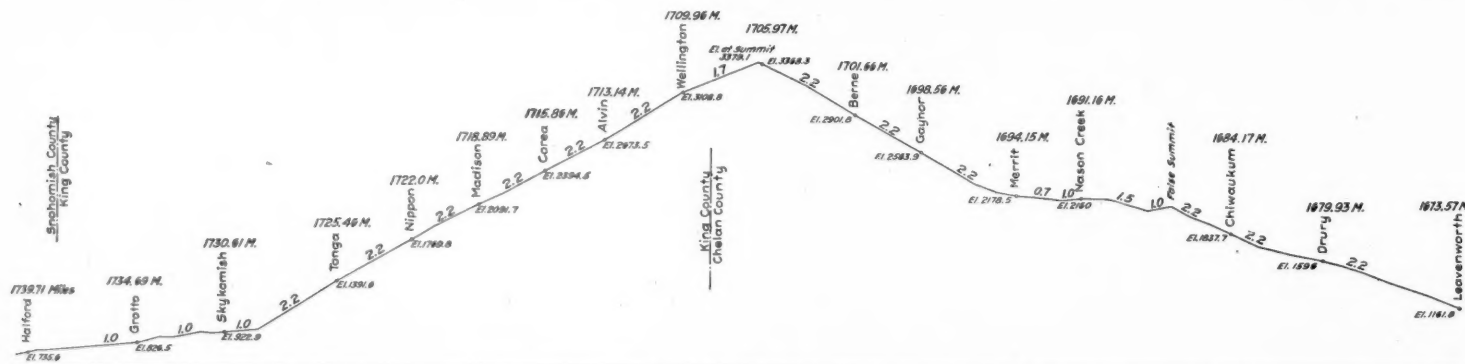 Snohomish County
King County
1739.71 Miles
Halford
El. 735.6
1.0
1734.69 M.
Grotto
El. 826.5
1.0
1730.61 M.
Skykomish
El. 922.9
1.0
2.2
1725.46 M.
Tonga
El. 1391.6
2.2
1722.0 M.
Nippon
El. 1769.8
2.2
1718.89 M.
Madison
El. 2091.7
2.2
1715.86 M.
Corea
El. 2394.5
2.2
1713.14 M.
Alvin
El. 2673.5
2.2
1709.96 M.
Wellington
El. 3108.8
1.7
1705.97 M.
El. at Summit
3379.1
El. 3368.3
King County
Chelan County
2.2
1701.66 M.
Berne
El. 2901.8
2.2
1698.56 M.
Gaynor
El. 2583.9
2.2
1694.15 M.
Merrit
El. 2178.5
0.7
1.0
1691.16 M.
Nason Creek
El. 2160
1.5
1.0
False Summit
2.2
1684.17 M.
Chiwaukum
El. 1837.7
2.2
1679.93 M.
Drury
El. 1596
2.2
1673.57 M
Leavenworth
El. 1161.8